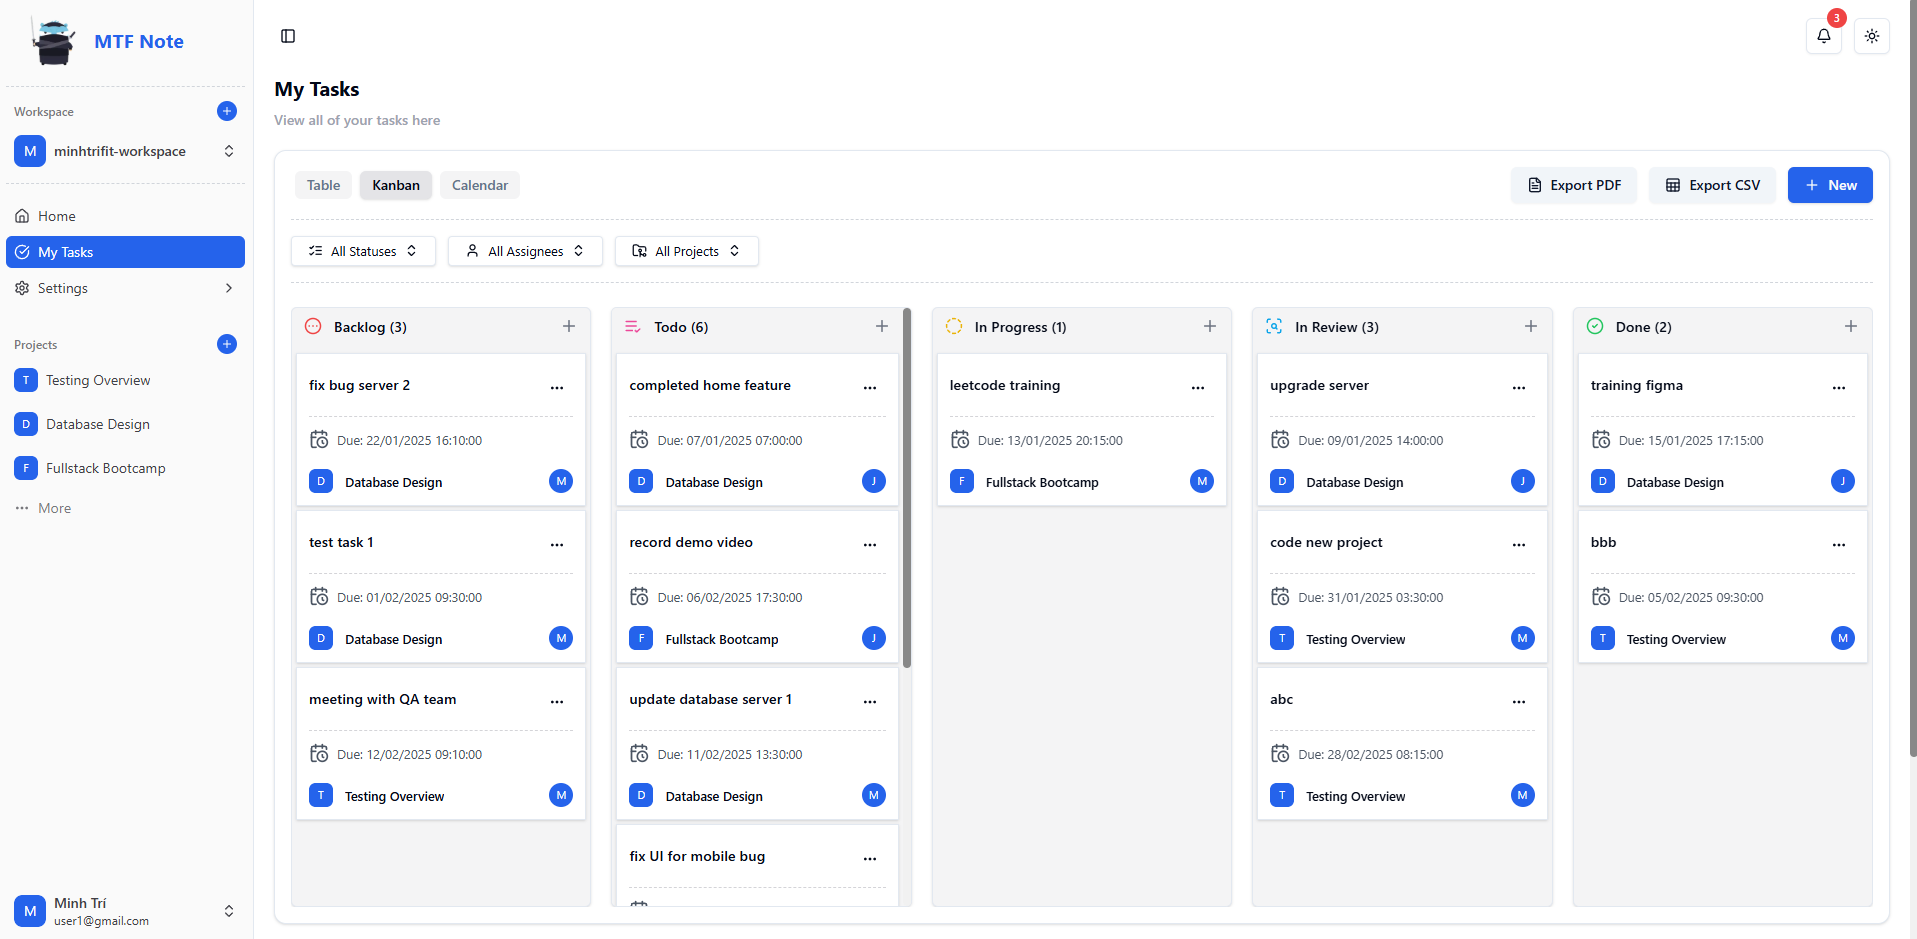 MTF Note
3
Workspace
M minhtrifit-workspace
Home
My Tasks
Settings
Projects
T Testing Overview
D Database Design
F Fullstack Bootcamp
More
M Minh Trí
user1@gmail.com
My Tasks
View all of your tasks here
Table Kanban Calendar Export PDF Export CSV New
All Statuses All Assignees All Projects
Backlog (3)
fix bug server 2
Due: 22/01/2025 16:10:00
D Database Design M
test task 1
Due: 01/02/2025 09:30:00
D Database Design M
meeting with QA team
Due: 12/02/2025 09:10:00
T Testing Overview M
Todo (6)
completed home feature
Due: 07/01/2025 07:00:00
D Database Design J
record demo video
Due: 06/02/2025 17:30:00
F Fullstack Bootcamp J
update database server 1
Due: 11/02/2025 13:30:00
D Database Design M
fix UI for mobile bug
In Progress (1)
leetcode training
Due: 13/01/2025 20:15:00
F Fullstack Bootcamp M
In Review (3)
upgrade server
Due: 09/01/2025 14:00:00
D Database Design J
code new project
Due: 31/01/2025 03:30:00
T Testing Overview M
abc
Due: 28/02/2025 08:15:00
T Testing Overview M
Done (2)
training figma
Due: 15/01/2025 17:15:00
D Database Design J
bbb
Due: 05/02/2025 09:30:00
T Testing Overview M